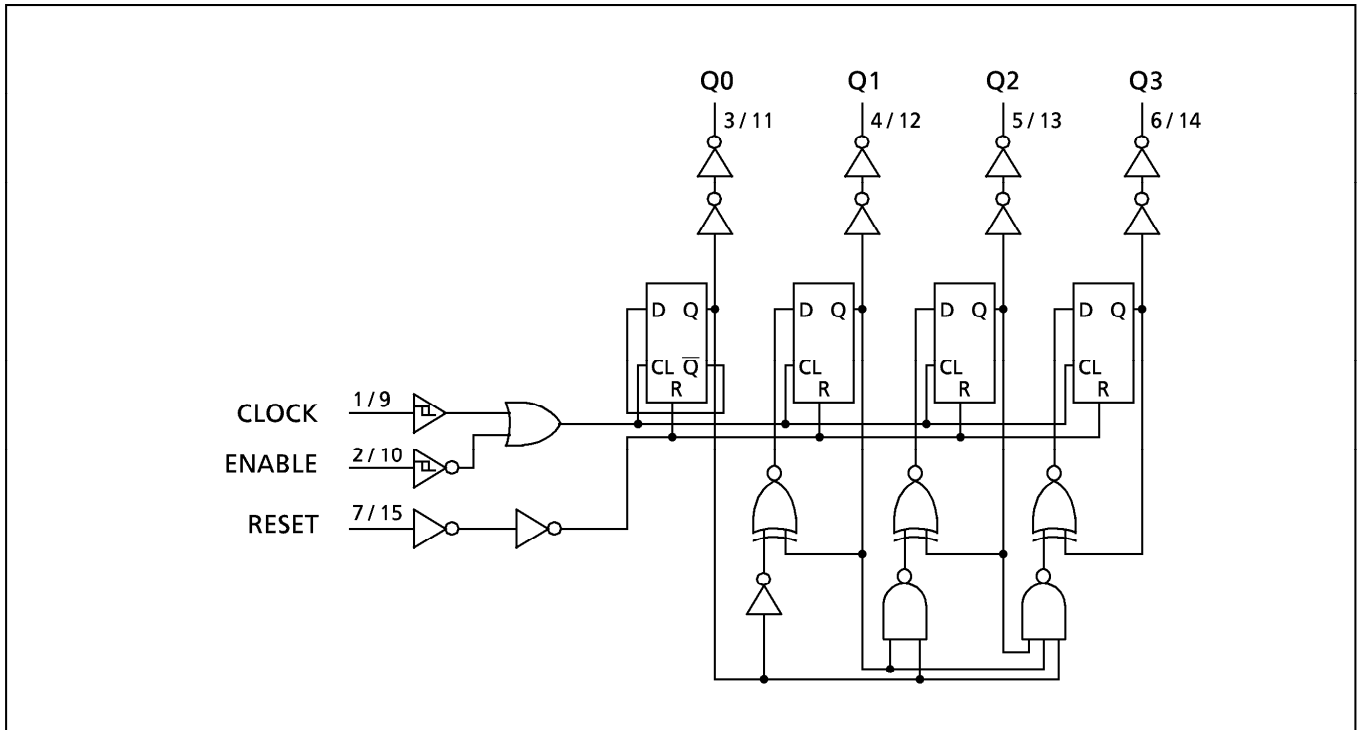 Q0 Q1 Q2 Q3
3 / 11 4 / 12 5 / 13 6 / 14
D Q D Q D Q D Q
CL Q̅ CL CL CL
R R R R
CLOCK 1 / 9
ENABLE 2 / 10
RESET 7 / 15